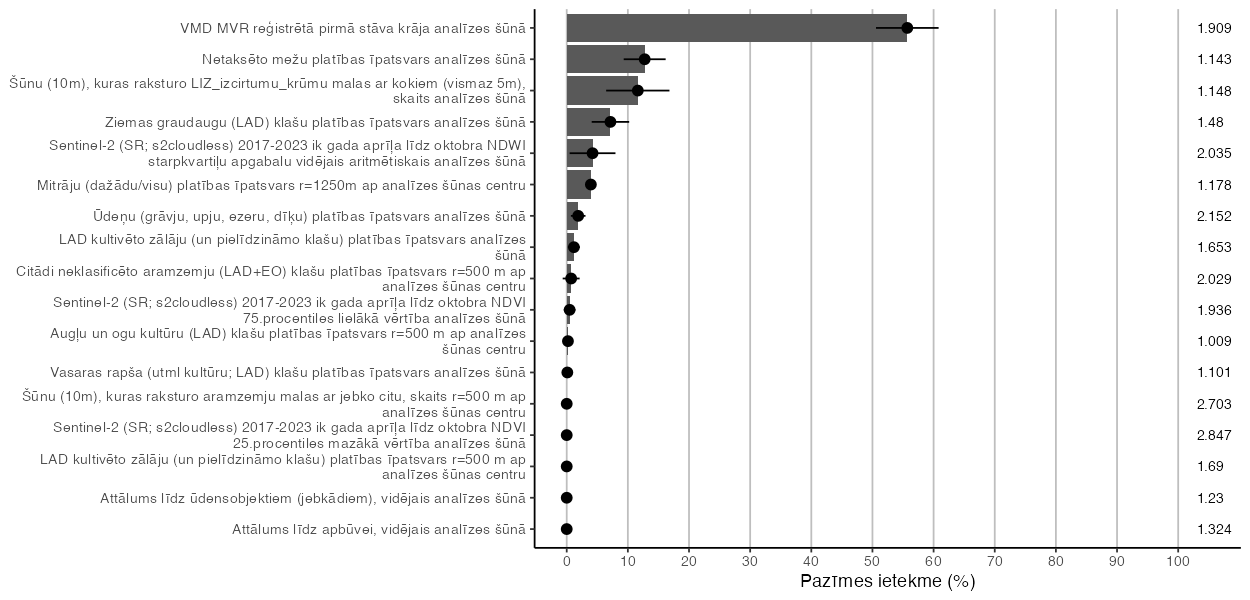 VMD MVR reģistrētā pirmā stāva krāja analīzes šūnā
1.909
Netaksēto mežu platības īpatsvars analīzes šūnā
1.143
Šūnu (10m), kuras raksturo LIZ_izcirtumu_krūmu malas ar kokiem (vismaz 5m),
skaits analīzes šūnā
1.148
Ziemas graudaugu (LAD) klašu platības īpatsvars analīzes šūnā
1.48
Sentinel-2 (SR; s2cloudless) 2017-2023 ik gada aprīļa līdz oktobra NDWI
starpkvartiļu apgabalu vidējais aritmētiskais analīzes šūnā
2.035
Mitrāju (dažādu/visu) platības īpatsvars r=1250m ap analīzes šūnas centru
1.178
Ūdeņu (grāvju, upju, ezeru, dīķu) platības īpatsvars analīzes šūnā
2.152
LAD kultivēto zālāju (un pielīdzināmo klašu) platības īpatsvars analīzes
šūnā
1.653
Citādi neklasificēto aramzemju (LAD+EO) klašu platības īpatsvars r=500 m ap
analīzes šūnas centru
2.029
Sentinel-2 (SR; s2cloudless) 2017-2023 ik gada aprīļa līdz oktobra NDVI
75.procentiles lielākā vērtība analīzes šūnā
1.936
Augļu un ogu kultūru (LAD) klašu platības īpatsvars r=500 m ap analīzes
šūnas centru
1.009
Vasaras rapša (utml kultūru; LAD) klašu platības īpatsvars analīzes šūnā
1.101
Šūnu (10m), kuras raksturo aramzemju malas ar jebko citu, skaits r=500 m ap
analīzes šūnas centru
2.703
Sentinel-2 (SR; s2cloudless) 2017-2023 ik gada aprīļa līdz oktobra NDVI
25.procentiles mazākā vērtība analīzes šūnā
2.847
LAD kultivēto zālāju (un pielīdzināmo klašu) platības īpatsvars r=500 m ap
analīzes šūnas centru
1.69
Attālums līdz ūdensobjektiem (jebkādiem), vidējais analīzes šūnā
1.23
Attālums līdz apbūvei, vidējais analīzes šūnā
1.324
0 10 20 30 40 50 60 70 80 90 100
Pazīmes ietekme (%)